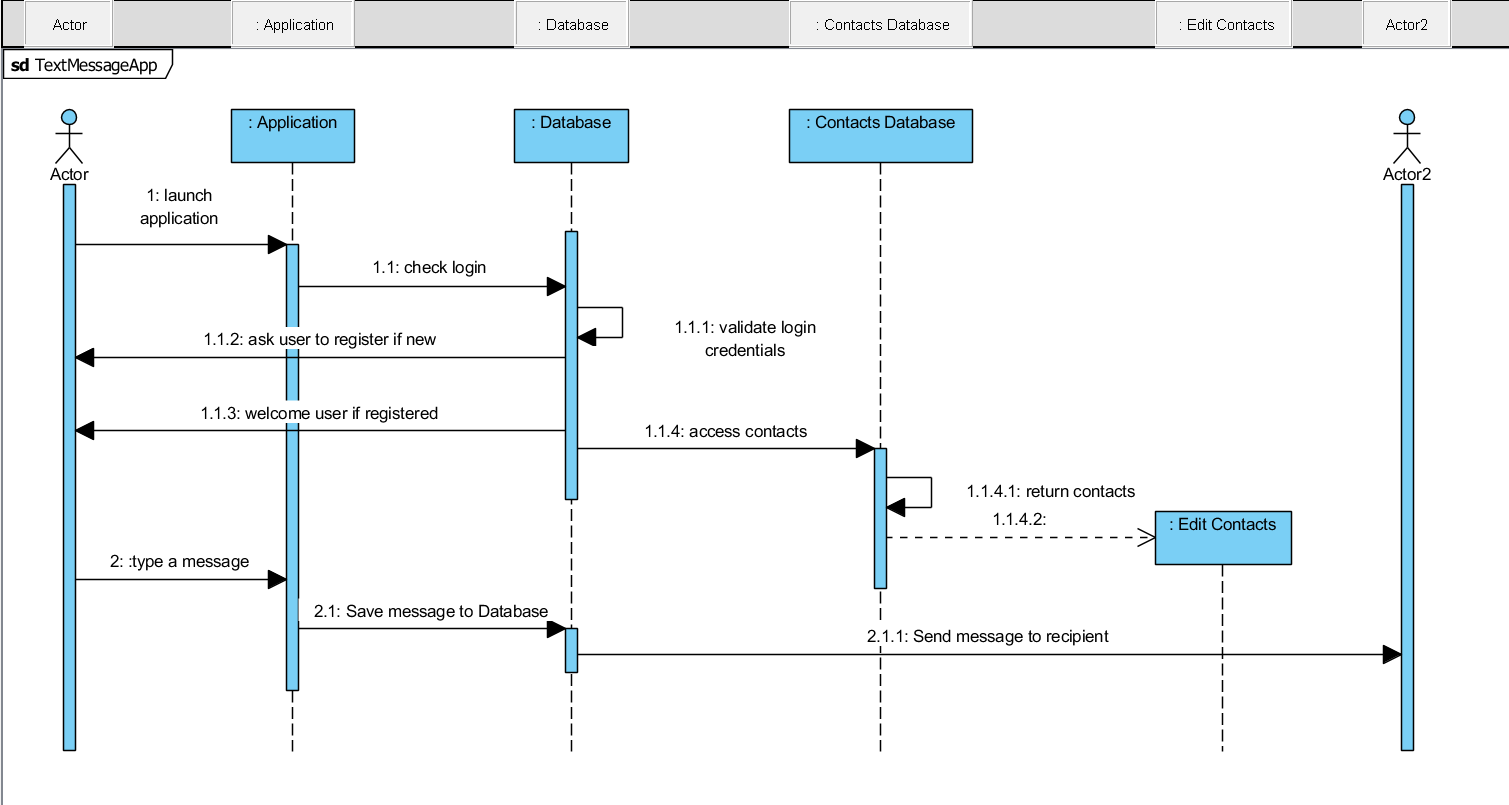 Actor
: Application
: Database
: Contacts Database
: Edit Contacts
Actor2
sd TextMessageApp
: Application
: Database
: Contacts Database
Actor
Actor2
1: launch
application
1.1: check login
1.1.1: validate login
credentials
1.1.2: ask user to register if new
1.1.3: welcome user if registered
1.1.4: access contacts
1.1.4.1: return contacts
1.1.4.2:
: Edit Contacts
2: :type a message
2.1: Save message to Database
2.1.1: Send message to recipient